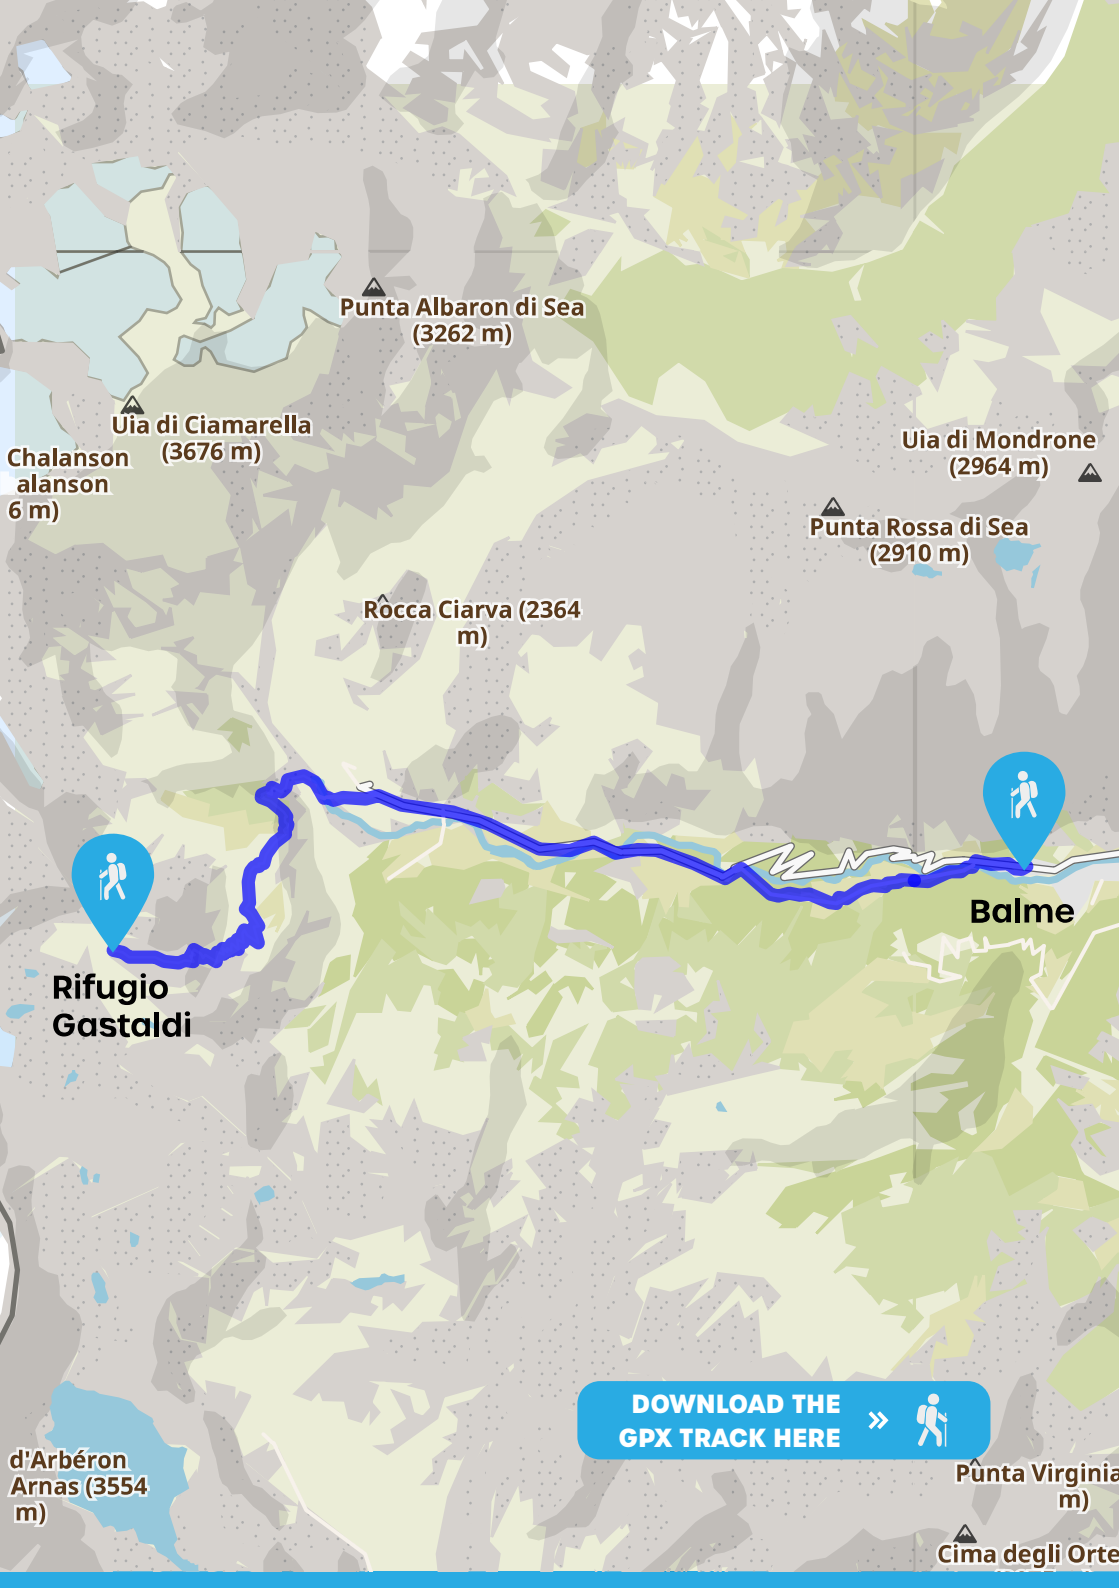 Punta Albaron di Sea
(3262 m)
Uia di Ciamarella
(3676 m)
Chalanson
alanson
6 m)
Uia di Mondrone
(2964 m)
Punta Rossa di Sea
(2910 m)
Rocca Ciarva (2364
m)
Balme
Rifugio
Gastaldi
DOWNLOAD THE
GPX TRACK HERE »
d'Arbéron
Arnas (3554
m)
Punta Virginia
m)
Cima degli Orte